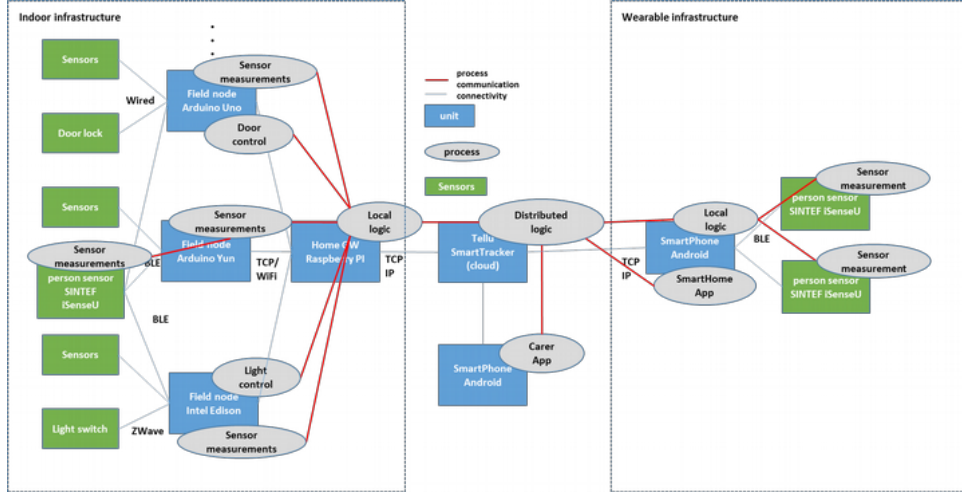 Indoor infrastructure
Wearable infrastructure
Sensors
Wired
Door lock
Field node
Arduino Uno
Sensor
measurements
Door
control
process
communication
connectivity
unit
process
Sensors
Sensors
Sensor
measurements
BLE
person sensor
SINTEF
iSenseU
Sensor
measurements
Field node
Arduino Yun
TCP/
WiFi
Home GW
Raspberry PI
Local
logic
TCP
IP
Distributed
logic
Tellu
SmartTracker
(cloud)
TCP
IP
Local
logic
SmartPhone
Android
SmartHome
App
BLE
Sensor
measurement
person sensor
SINTEF iSenseU
Sensor
measurement
person sensor
SINTEF iSenseU
BLE
Sensors
Light switch
ZWave
Light
control
Field node
Intel Edison
Sensor
measurements
Carer
App
SmartPhone
Android